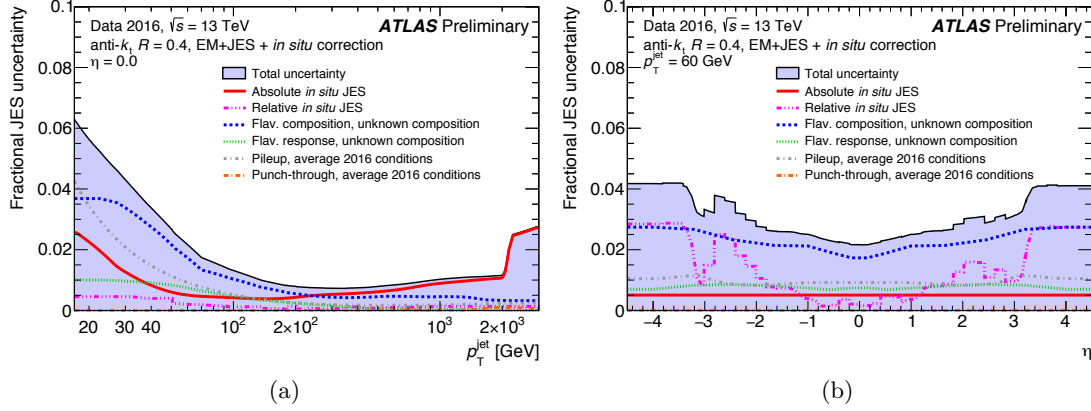 Fractional JES uncertainty
0.1
0.08
0.06
0.04
0.02
0
Data 2016, √s = 13 TeV
ATLAS Preliminary
anti-kt R = 0.4, EM+JES + in situ correction
η = 0.0
Total uncertainty
Absolute in situ JES
Relative in situ JES
Flav. composition, unknown composition
Flav. response, unknown composition
Pileup, average 2016 conditions
Punch-through, average 2016 conditions
20 30 40 10² 2×10² 10³ 2×10³
pTjet [GeV]
(a)
Fractional JES uncertainty
0.1
0.08
0.06
0.04
0.02
0
Data 2016, √s = 13 TeV
ATLAS Preliminary
anti-kt R = 0.4, EM+JES + in situ correction
pTjet = 60 GeV
Total uncertainty
Absolute in situ JES
Relative in situ JES
Flav. composition, unknown composition
Flav. response, unknown composition
Pileup, average 2016 conditions
Punch-through, average 2016 conditions
−4 −3 −2 −1 0 1 2 3 4
η
(b)